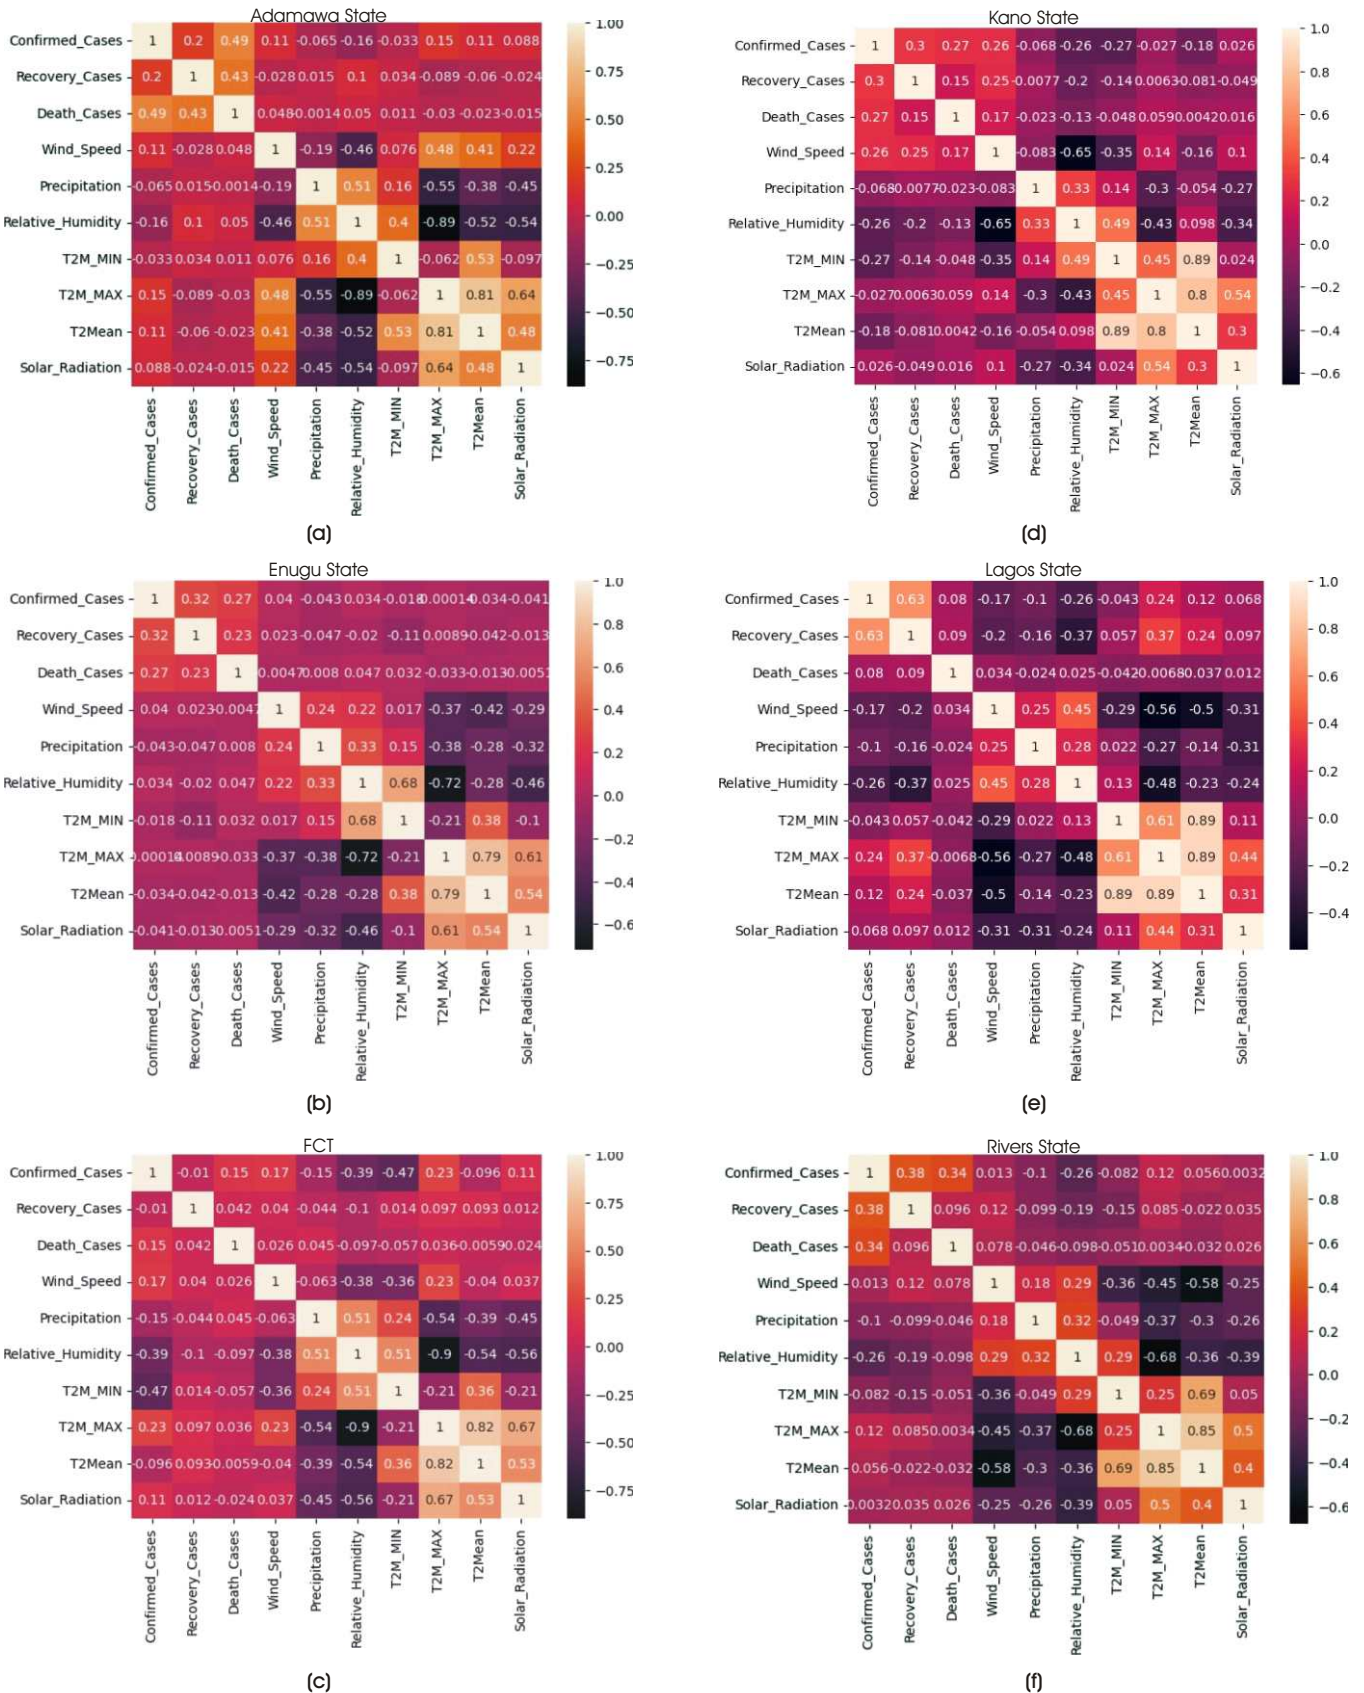 Adamawa State
Confirmed_Cases 1 0.2 0.49 0.11 -0.065 -0.16 -0.033 0.15 0.11 0.088
Recovery_Cases 0.2 1 0.43 -0.028 0.015 0.1 0.034 -0.089 -0.06 -0.024
Death_Cases 0.49 0.43 1 0.048 -0.0014 0.05 0.011 -0.03 -0.023 -0.015
Wind_Speed 0.11 -0.028 0.048 1 -0.19 -0.46 0.076 0.48 0.41 0.22
Precipitation -0.065 0.015 -0.0014 -0.19 1 0.51 0.16 -0.55 -0.38 -0.45
Relative_Humidity -0.16 0.1 0.05 -0.46 0.51 1 0.4 -0.89 -0.52 -0.54
T2M_MIN -0.033 0.034 0.011 0.076 0.16 0.4 1 -0.062 0.53 -0.097
T2M_MAX 0.15 -0.089 -0.03 0.48 -0.55 -0.89 -0.062 1 0.81 0.64
T2Mean 0.11 -0.06 -0.023 0.41 -0.38 -0.52 0.53 0.81 1 0.48
Solar_Radiation 0.088 -0.024 -0.015 0.22 -0.45 -0.54 -0.097 0.64 0.48 1
Confirmed_Cases Recovery_Cases Death_Cases Wind_Speed Precipitation Relative_Humidity T2M_MIN T2M_MAX T2Mean Solar_Radiation
1.00
0.75
0.50
0.25
0.00
−0.25
−0.50
−0.75
(a)
Kano State
Confirmed_Cases 1 0.3 0.27 0.26 -0.068 -0.26 -0.27 -0.027 -0.18 0.026
Recovery_Cases 0.3 1 0.15 0.25 -0.0077 -0.2 -0.14 0.0063 -0.081 -0.049
Death_Cases 0.27 0.15 1 0.17 -0.023 -0.13 -0.048 0.059 0.0042 0.016
Wind_Speed 0.26 0.25 0.17 1 -0.083 -0.65 -0.35 0.14 -0.16 0.1
Precipitation -0.068 -0.0077 -0.023 -0.083 1 0.33 0.14 -0.3 -0.054 -0.27
Relative_Humidity -0.26 -0.2 -0.13 -0.65 0.33 1 0.49 -0.43 0.098 -0.34
T2M_MIN -0.27 -0.14 -0.048 -0.35 0.14 0.49 1 0.45 0.89 0.024
T2M_MAX -0.027 0.0063 0.059 0.14 -0.3 -0.43 0.45 1 0.8 0.54
T2Mean -0.18 -0.081 0.0042 -0.16 -0.054 0.098 0.89 0.8 1 0.3
Solar_Radiation 0.026 -0.049 0.016 0.1 -0.27 -0.34 0.024 0.54 0.3 1
Confirmed_Cases Recovery_Cases Death_Cases Wind_Speed Precipitation Relative_Humidity T2M_MIN T2M_MAX T2Mean Solar_Radiation
1.0
0.8
0.6
0.4
0.2
0.0
−0.2
−0.4
−0.6
(d)
Enugu State
Confirmed_Cases 1 0.32 0.27 0.04 -0.043 0.034 -0.018 0.00014 -0.034 -0.041
Recovery_Cases 0.32 1 0.23 0.023 -0.047 -0.02 -0.11 0.0089 -0.042 -0.013
Death_Cases 0.27 0.23 1 0.0047 0.008 0.047 0.032 -0.033 -0.013 0.0051
Wind_Speed 0.04 0.023 -0.0047 1 0.24 0.22 0.017 -0.37 -0.42 -0.29
Precipitation -0.043 -0.047 0.008 0.24 1 0.33 0.15 -0.38 -0.28 -0.32
Relative_Humidity 0.034 -0.02 0.047 0.22 0.33 1 0.68 -0.72 -0.28 -0.46
T2M_MIN -0.018 -0.11 0.032 0.017 0.15 0.68 1 -0.21 0.38 -0.1
T2M_MAX 0.00014 0.0089 -0.033 -0.37 -0.38 -0.72 -0.21 1 0.79 0.61
T2Mean -0.034 -0.042 -0.013 -0.42 -0.28 -0.28 0.38 0.79 1 0.54
Solar_Radiation -0.041 -0.013 0.0051 -0.29 -0.32 -0.46 -0.1 0.61 0.54 1
Confirmed_Cases Recovery_Cases Death_Cases Wind_Speed Precipitation Relative_Humidity T2M_MIN T2M_MAX T2Mean Solar_Radiation
1.0
0.8
0.6
0.4
0.2
0.0
−0.2
−0.4
−0.6
(b)
Lagos State
Confirmed_Cases 1 0.63 0.08 -0.17 -0.1 -0.26 -0.043 0.24 0.12 0.068
Recovery_Cases 0.63 1 0.09 -0.2 -0.16 -0.37 0.057 0.37 0.24 0.097
Death_Cases 0.08 0.09 1 0.034 -0.024 0.025 -0.042 0.0068 0.037 0.012
Wind_Speed -0.17 -0.2 0.034 1 0.25 0.45 -0.29 -0.56 -0.5 -0.31
Precipitation -0.1 -0.16 -0.024 0.25 1 0.28 0.022 -0.27 -0.14 -0.31
Relative_Humidity -0.26 -0.37 0.025 0.45 0.28 1 0.13 -0.48 -0.23 -0.24
T2M_MIN -0.043 0.057 -0.042 -0.29 0.022 0.13 1 0.61 0.89 0.11
T2M_MAX 0.24 0.37 -0.0068 -0.56 -0.27 -0.48 0.61 1 0.89 0.44
T2Mean 0.12 0.24 -0.037 -0.5 -0.14 -0.23 0.89 0.89 1 0.31
Solar_Radiation 0.068 0.097 0.012 -0.31 -0.31 -0.24 0.11 0.44 0.31 1
Confirmed_Cases Recovery_Cases Death_Cases Wind_Speed Precipitation Relative_Humidity T2M_MIN T2M_MAX T2Mean Solar_Radiation
1.0
0.8
0.6
0.4
0.2
0.0
−0.2
−0.4
(e)
FCT
Confirmed_Cases 1 -0.01 0.15 0.17 -0.15 -0.39 -0.47 0.23 -0.096 0.11
Recovery_Cases -0.01 1 0.042 0.04 -0.044 -0.1 0.014 0.097 0.093 0.012
Death_Cases 0.15 0.042 1 0.026 0.045 -0.097 -0.057 0.036 -0.0059 -0.024
Wind_Speed 0.17 0.04 0.026 1 -0.063 -0.38 -0.36 0.23 -0.04 0.037
Precipitation -0.15 -0.044 0.045 -0.063 1 0.51 0.24 -0.54 -0.39 -0.45
Relative_Humidity -0.39 -0.1 -0.097 -0.38 0.51 1 0.51 -0.9 -0.54 -0.56
T2M_MIN -0.47 0.014 -0.057 -0.36 0.24 0.51 1 -0.21 0.36 -0.21
T2M_MAX 0.23 0.097 0.036 0.23 -0.54 -0.9 -0.21 1 0.82 0.67
T2Mean -0.096 0.093 -0.0059 -0.04 -0.39 -0.54 0.36 0.82 1 0.53
Solar_Radiation 0.11 0.012 -0.024 0.037 -0.45 -0.56 -0.21 0.67 0.53 1
Confirmed_Cases Recovery_Cases Death_Cases Wind_Speed Precipitation Relative_Humidity T2M_MIN T2M_MAX T2Mean Solar_Radiation
1.00
0.75
0.50
0.25
0.00
−0.25
−0.50
−0.75
(c)
Rivers State
Confirmed_Cases 1 0.38 0.34 0.013 -0.1 -0.26 -0.082 0.12 0.056 0.0032
Recovery_Cases 0.38 1 0.096 0.12 -0.099 -0.19 -0.15 0.085 -0.022 0.035
Death_Cases 0.34 0.096 1 0.078 -0.046 -0.098 -0.051 0.0034 -0.032 0.026
Wind_Speed 0.013 0.12 0.078 1 0.18 0.29 -0.36 -0.45 -0.58 -0.25
Precipitation -0.1 -0.099 -0.046 0.18 1 0.32 -0.049 -0.37 -0.3 -0.26
Relative_Humidity -0.26 -0.19 -0.098 0.29 0.32 1 0.29 -0.68 -0.36 -0.39
T2M_MIN -0.082 -0.15 -0.051 -0.36 -0.049 0.29 1 0.25 0.69 0.05
T2M_MAX 0.12 0.085 0.0034 -0.45 -0.37 -0.68 0.25 1 0.85 0.5
T2Mean 0.056 -0.022 -0.032 -0.58 -0.3 -0.36 0.69 0.85 1 0.4
Solar_Radiation 0.0032 0.035 0.026 -0.25 -0.26 -0.39 0.05 0.5 0.4 1
Confirmed_Cases Recovery_Cases Death_Cases Wind_Speed Precipitation Relative_Humidity T2M_MIN T2M_MAX T2Mean Solar_Radiation
1.0
0.8
0.6
0.4
0.2
0.0
−0.2
−0.4
−0.6
(f)